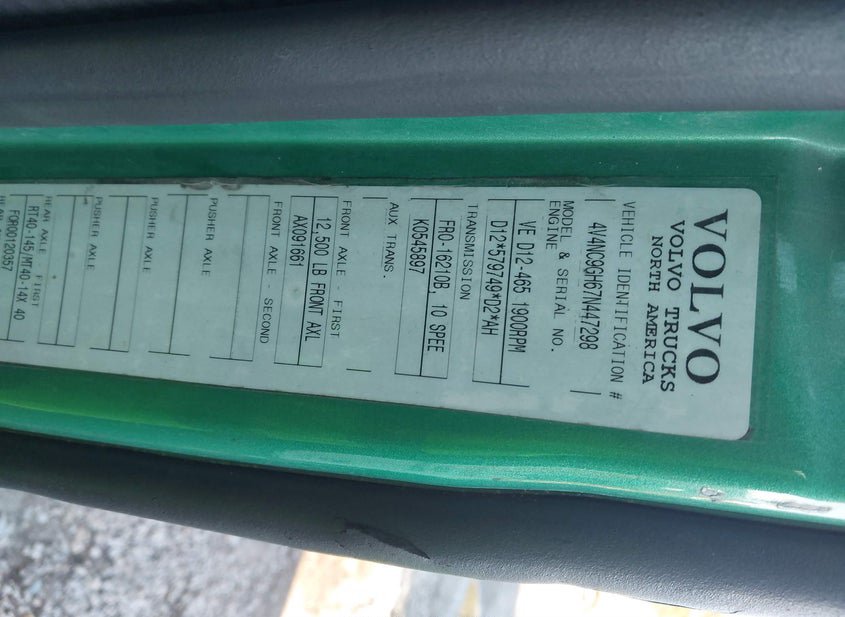 VOLVO
VOLVO TRUCKS
NORTH AMERICA
VEHICLE IDENTIFICATION #
4V4NC9GH67N447298
MODEL & SERIAL NO.
ENGINE
VE D12-465 1900RPM
D12*579749*D2*AH
TRANSMISSION
FRO-16210B, 10 SPEE
K0545897
AUX TRANS.
FRONT AXLE - FIRST
12,500 LB FRONT AXL
AX091661
FRONT AXLE - SECOND
PUSHER AXLE
PUSHER AXLE
PUSHER AXLE
REAR AXLE FIRST
RT40-145/MT40-14X 40
FOR00120357